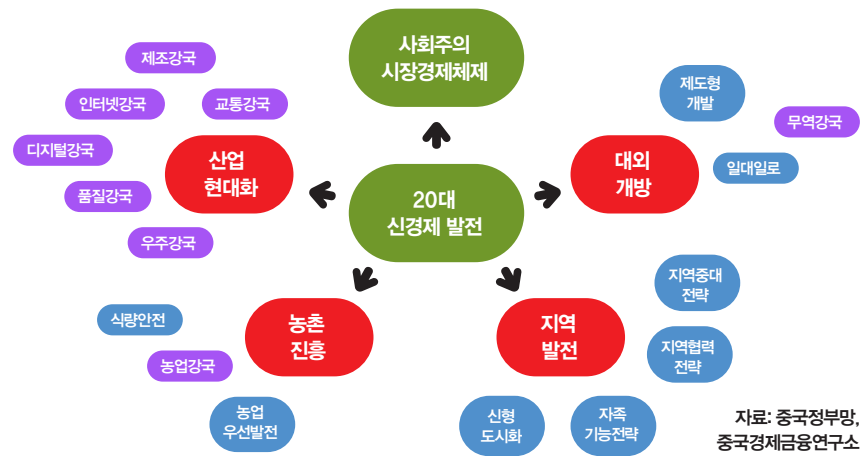 사회주의
시장경제체제
제조강국
인터넷강국
교통강국
디지털강국
산업
현대화
품질강국
우주강국
20대
신경제 발전
제도형
개발
무역강국
대외
개방
일대일로
식량안전
농촌
진흥
농업강국
농업
우선발전
지역
발전
지역중대
전략
지역협력
전략
신형
도시화
자족
기능전략
자료: 중국정부망,
중국경제금융연구소